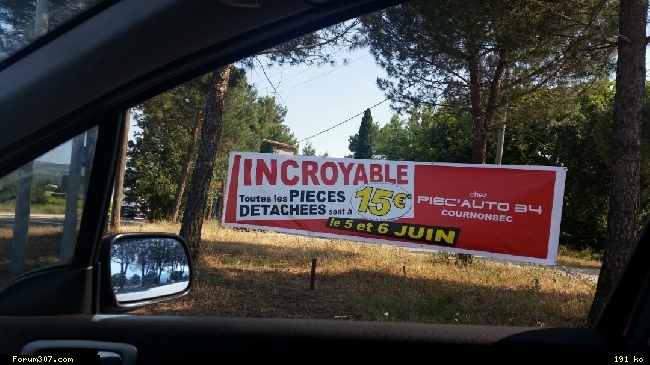 INCROYABLE
Toutes les PIECES
DETACHEES sont à
15€
le 5 et 6 JUIN
chez
PIEC'AUTO 34
COURNONSEC
Forum307.com
191 ko